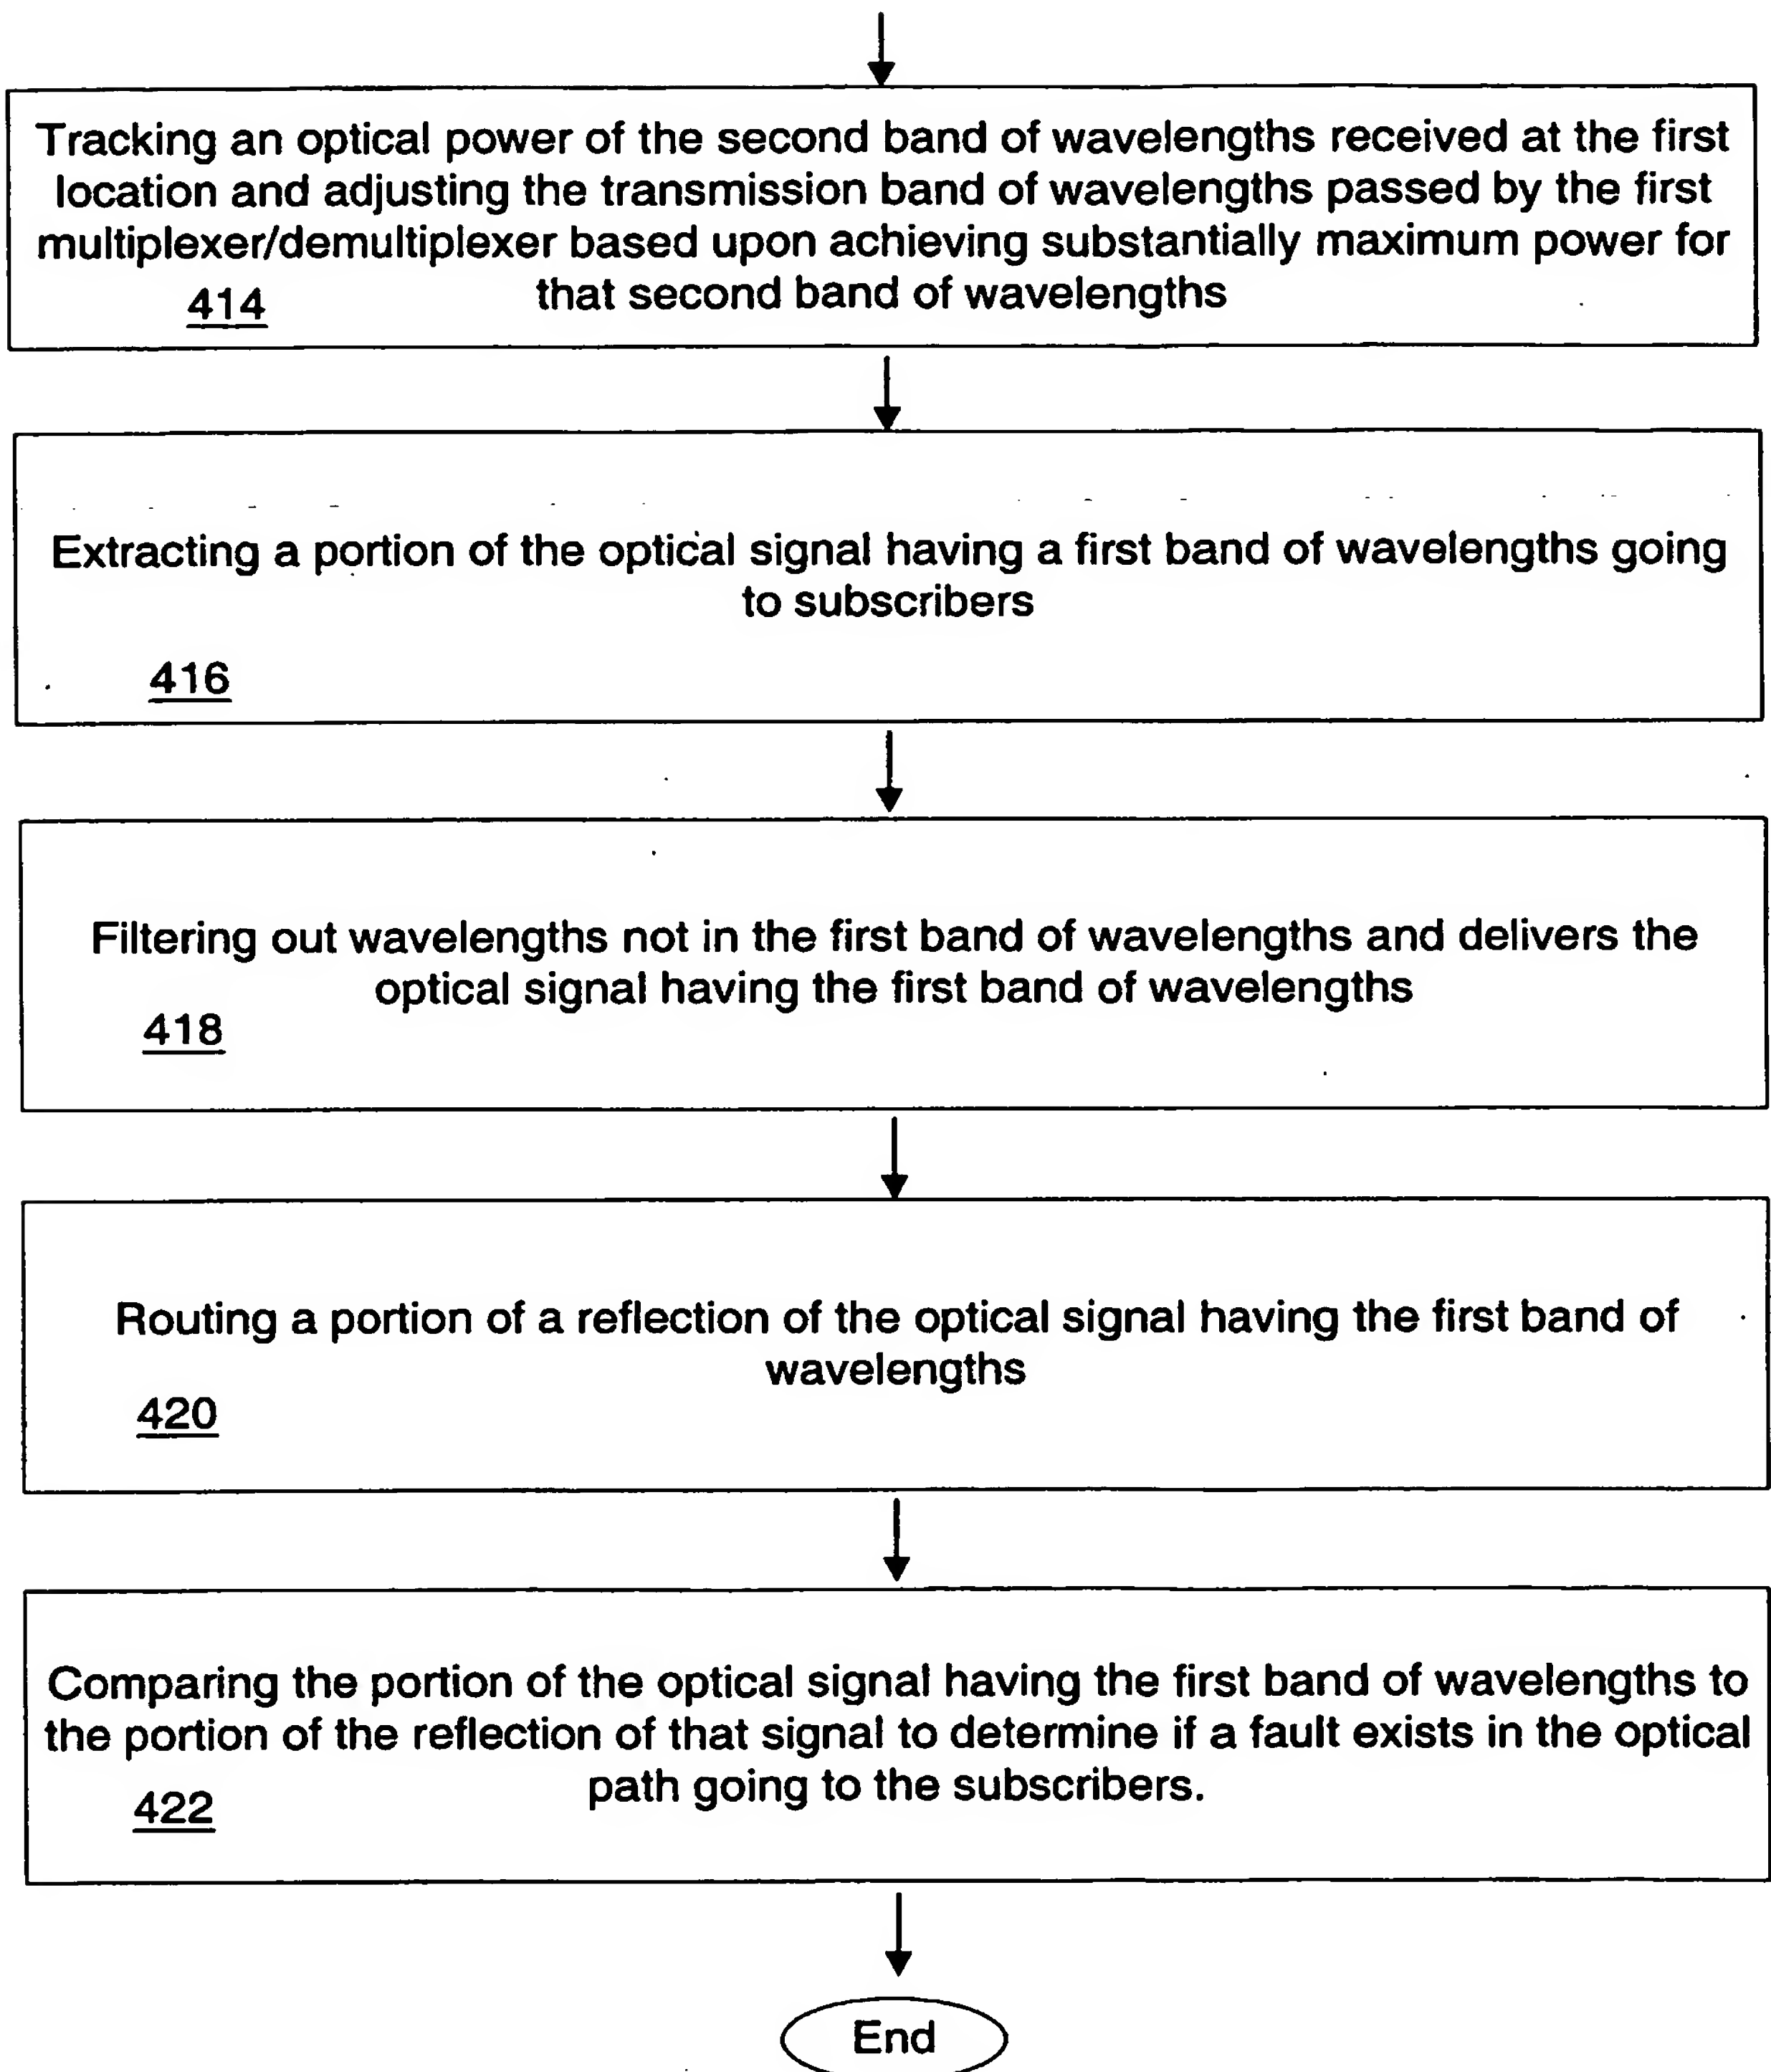 Tracking an optical power of the second band of wavelengths received at the first
location and adjusting the transmission band of wavelengths passed by the first
multiplexer/demultiplexer based upon achieving substantially maximum power for
that second band of wavelengths
414
Extracting a portion of the optical signal having a first band of wavelengths going
to subscribers
416
Filtering out wavelengths not in the first band of wavelengths and delivers the
optical signal having the first band of wavelengths
418
Routing a portion of a reflection of the optical signal having the first band of
wavelengths
420
Comparing the portion of the optical signal having the first band of wavelengths to
the portion of the reflection of that signal to determine if a fault exists in the optical
path going to the subscribers.
422
End